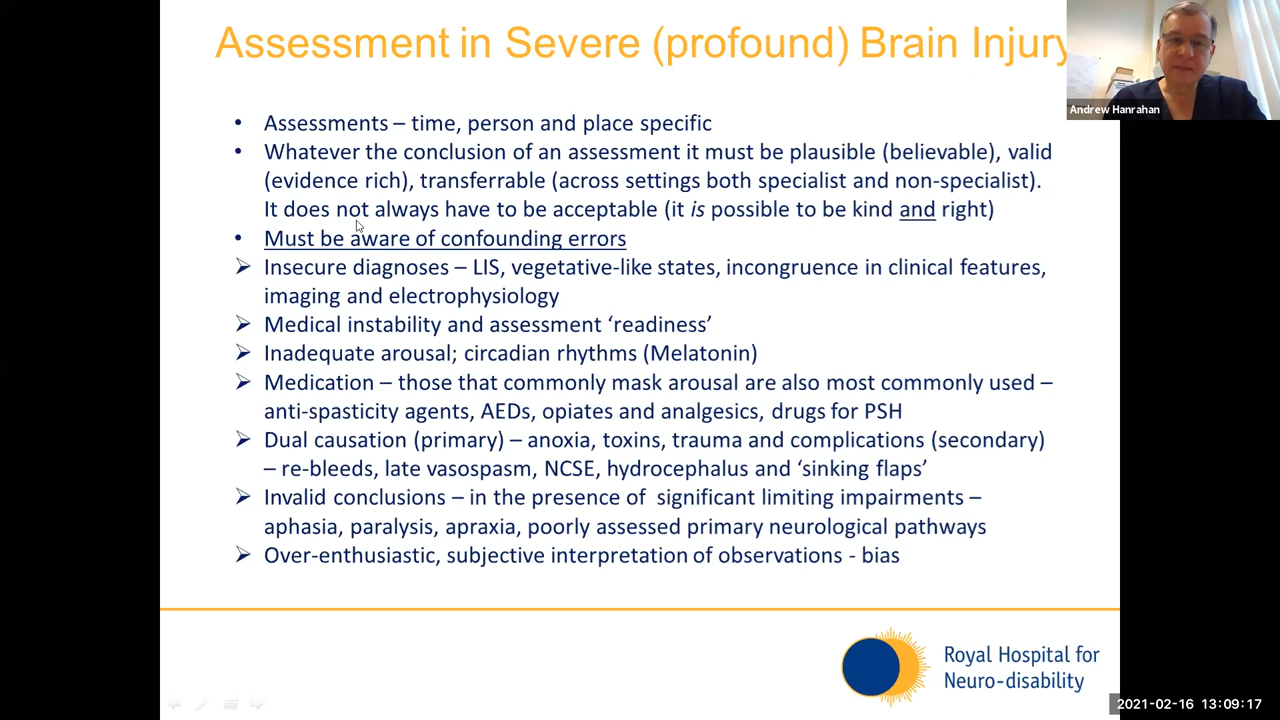 Assessment in Severe (profound) Brain Injury
Andrew Hanrahan
• Assessments – time, person and place specific
• Whatever the conclusion of an assessment it must be plausible (believable), valid
(evidence rich), transferrable (across settings both specialist and non-specialist).
It does not always have to be acceptable (it is possible to be kind and right)
• Must be aware of confounding errors
➢ Insecure diagnoses – LIS, vegetative-like states, incongruence in clinical features,
imaging and electrophysiology
➢ Medical instability and assessment ‘readiness’
➢ Inadequate arousal; circadian rhythms (Melatonin)
➢ Medication – those that commonly mask arousal are also most commonly used –
anti-spasticity agents, AEDs, opiates and analgesics, drugs for PSH
➢ Dual causation (primary) – anoxia, toxins, trauma and complications (secondary)
– re-bleeds, late vasospasm, NCSE, hydrocephalus and ‘sinking flaps’
➢ Invalid conclusions – in the presence of  significant limiting impairments –
aphasia, paralysis, apraxia, poorly assessed primary neurological pathways
➢ Over-enthusiastic, subjective interpretation of observations - bias
Royal Hospital for
Neuro-disability
2021-02-16 13:09:17